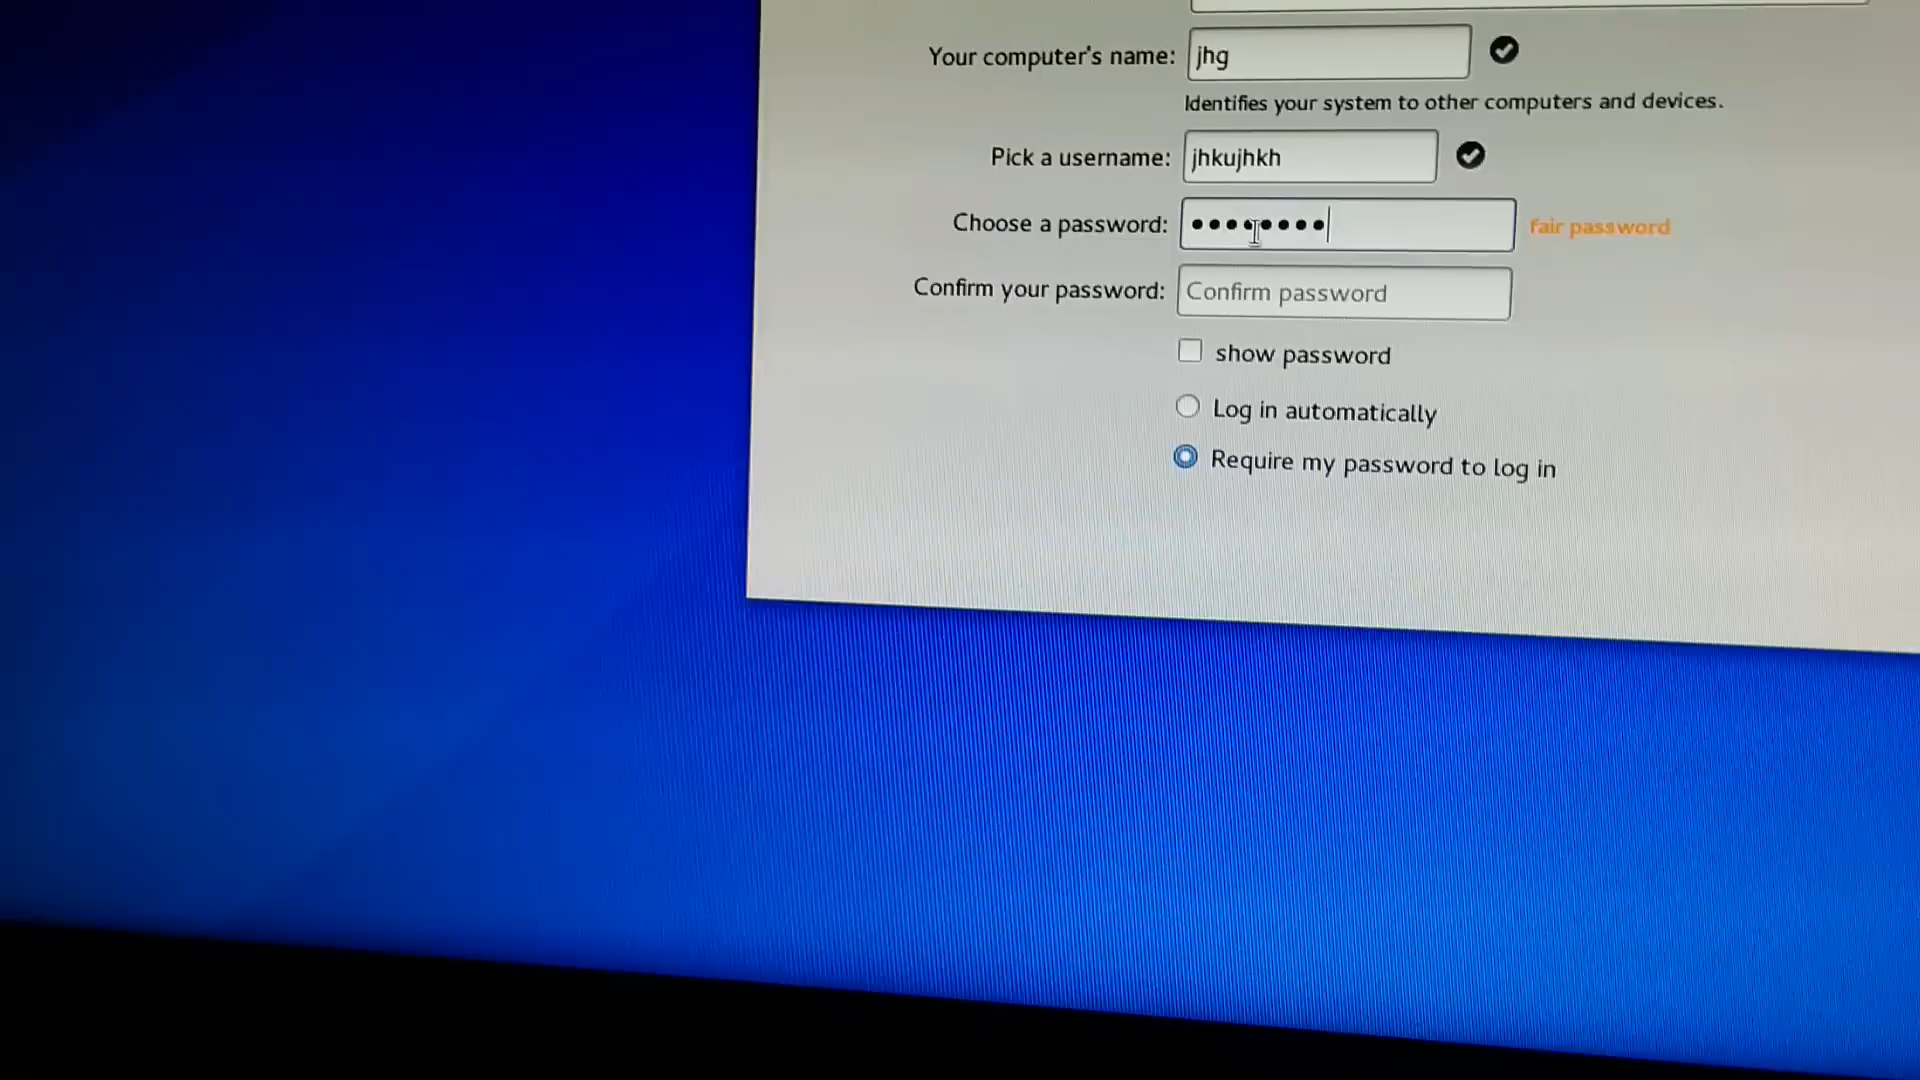 Your computer's name: jhg
Identifies your system to other computers and devices.
Pick a username: jhkujhkh
Choose a password: ●●●●●●●● fair password
Confirm your password: Confirm password
show password
Log in automatically
Require my password to log in